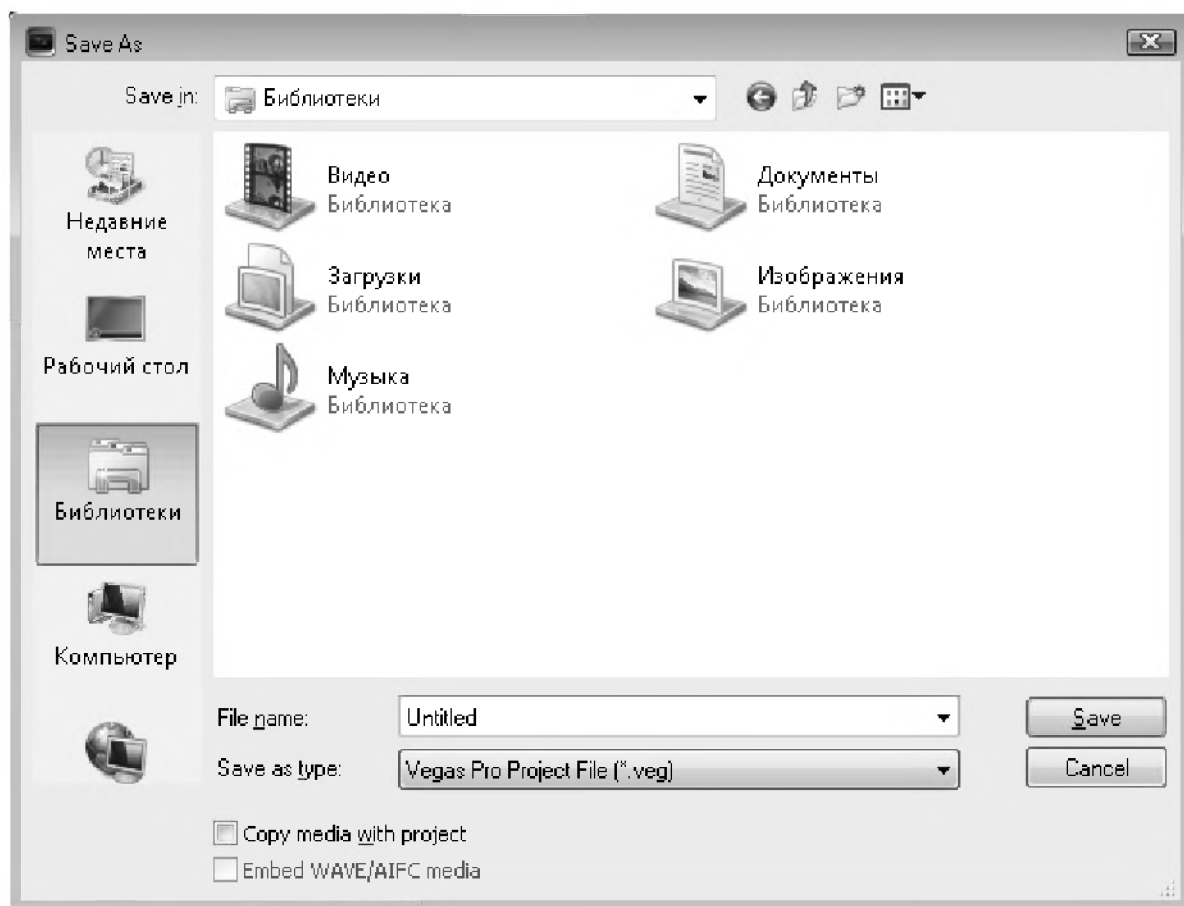 Save As
Save in:
Библиотеки
Недавние
места
Рабочий стол
Библиотеки
Компьютер
Видео
Библиотека
Документы
Библиотека
Загрузки
Библиотека
Изображения
Библиотека
Музыка
Библиотека
File name:
Untitled
Save
Save as type:
Vegas Pro Project File (*.veg)
Cancel
Copy media with project
Embed WAVE/AIFC media